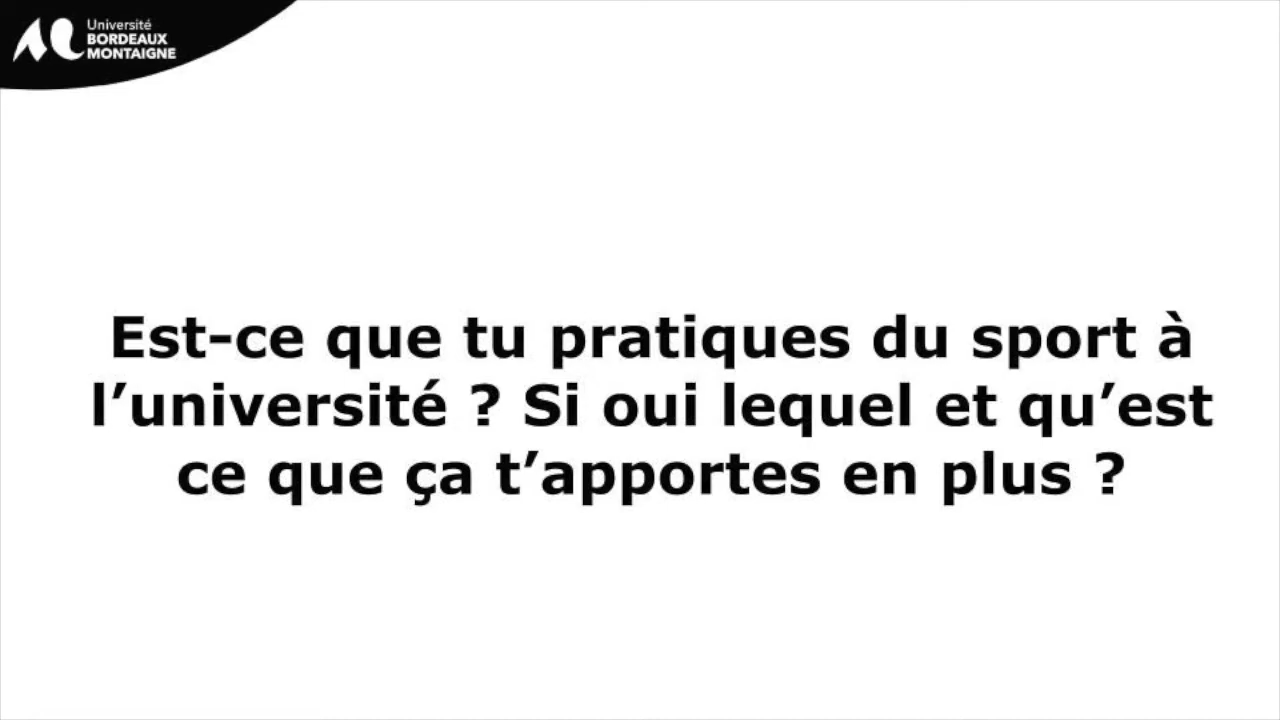 Université
BORDEAUX
MONTAIGNE
Est-ce que tu pratiques du sport à
l’université ? Si oui lequel et qu’est
ce que ça t’apportes en plus ?